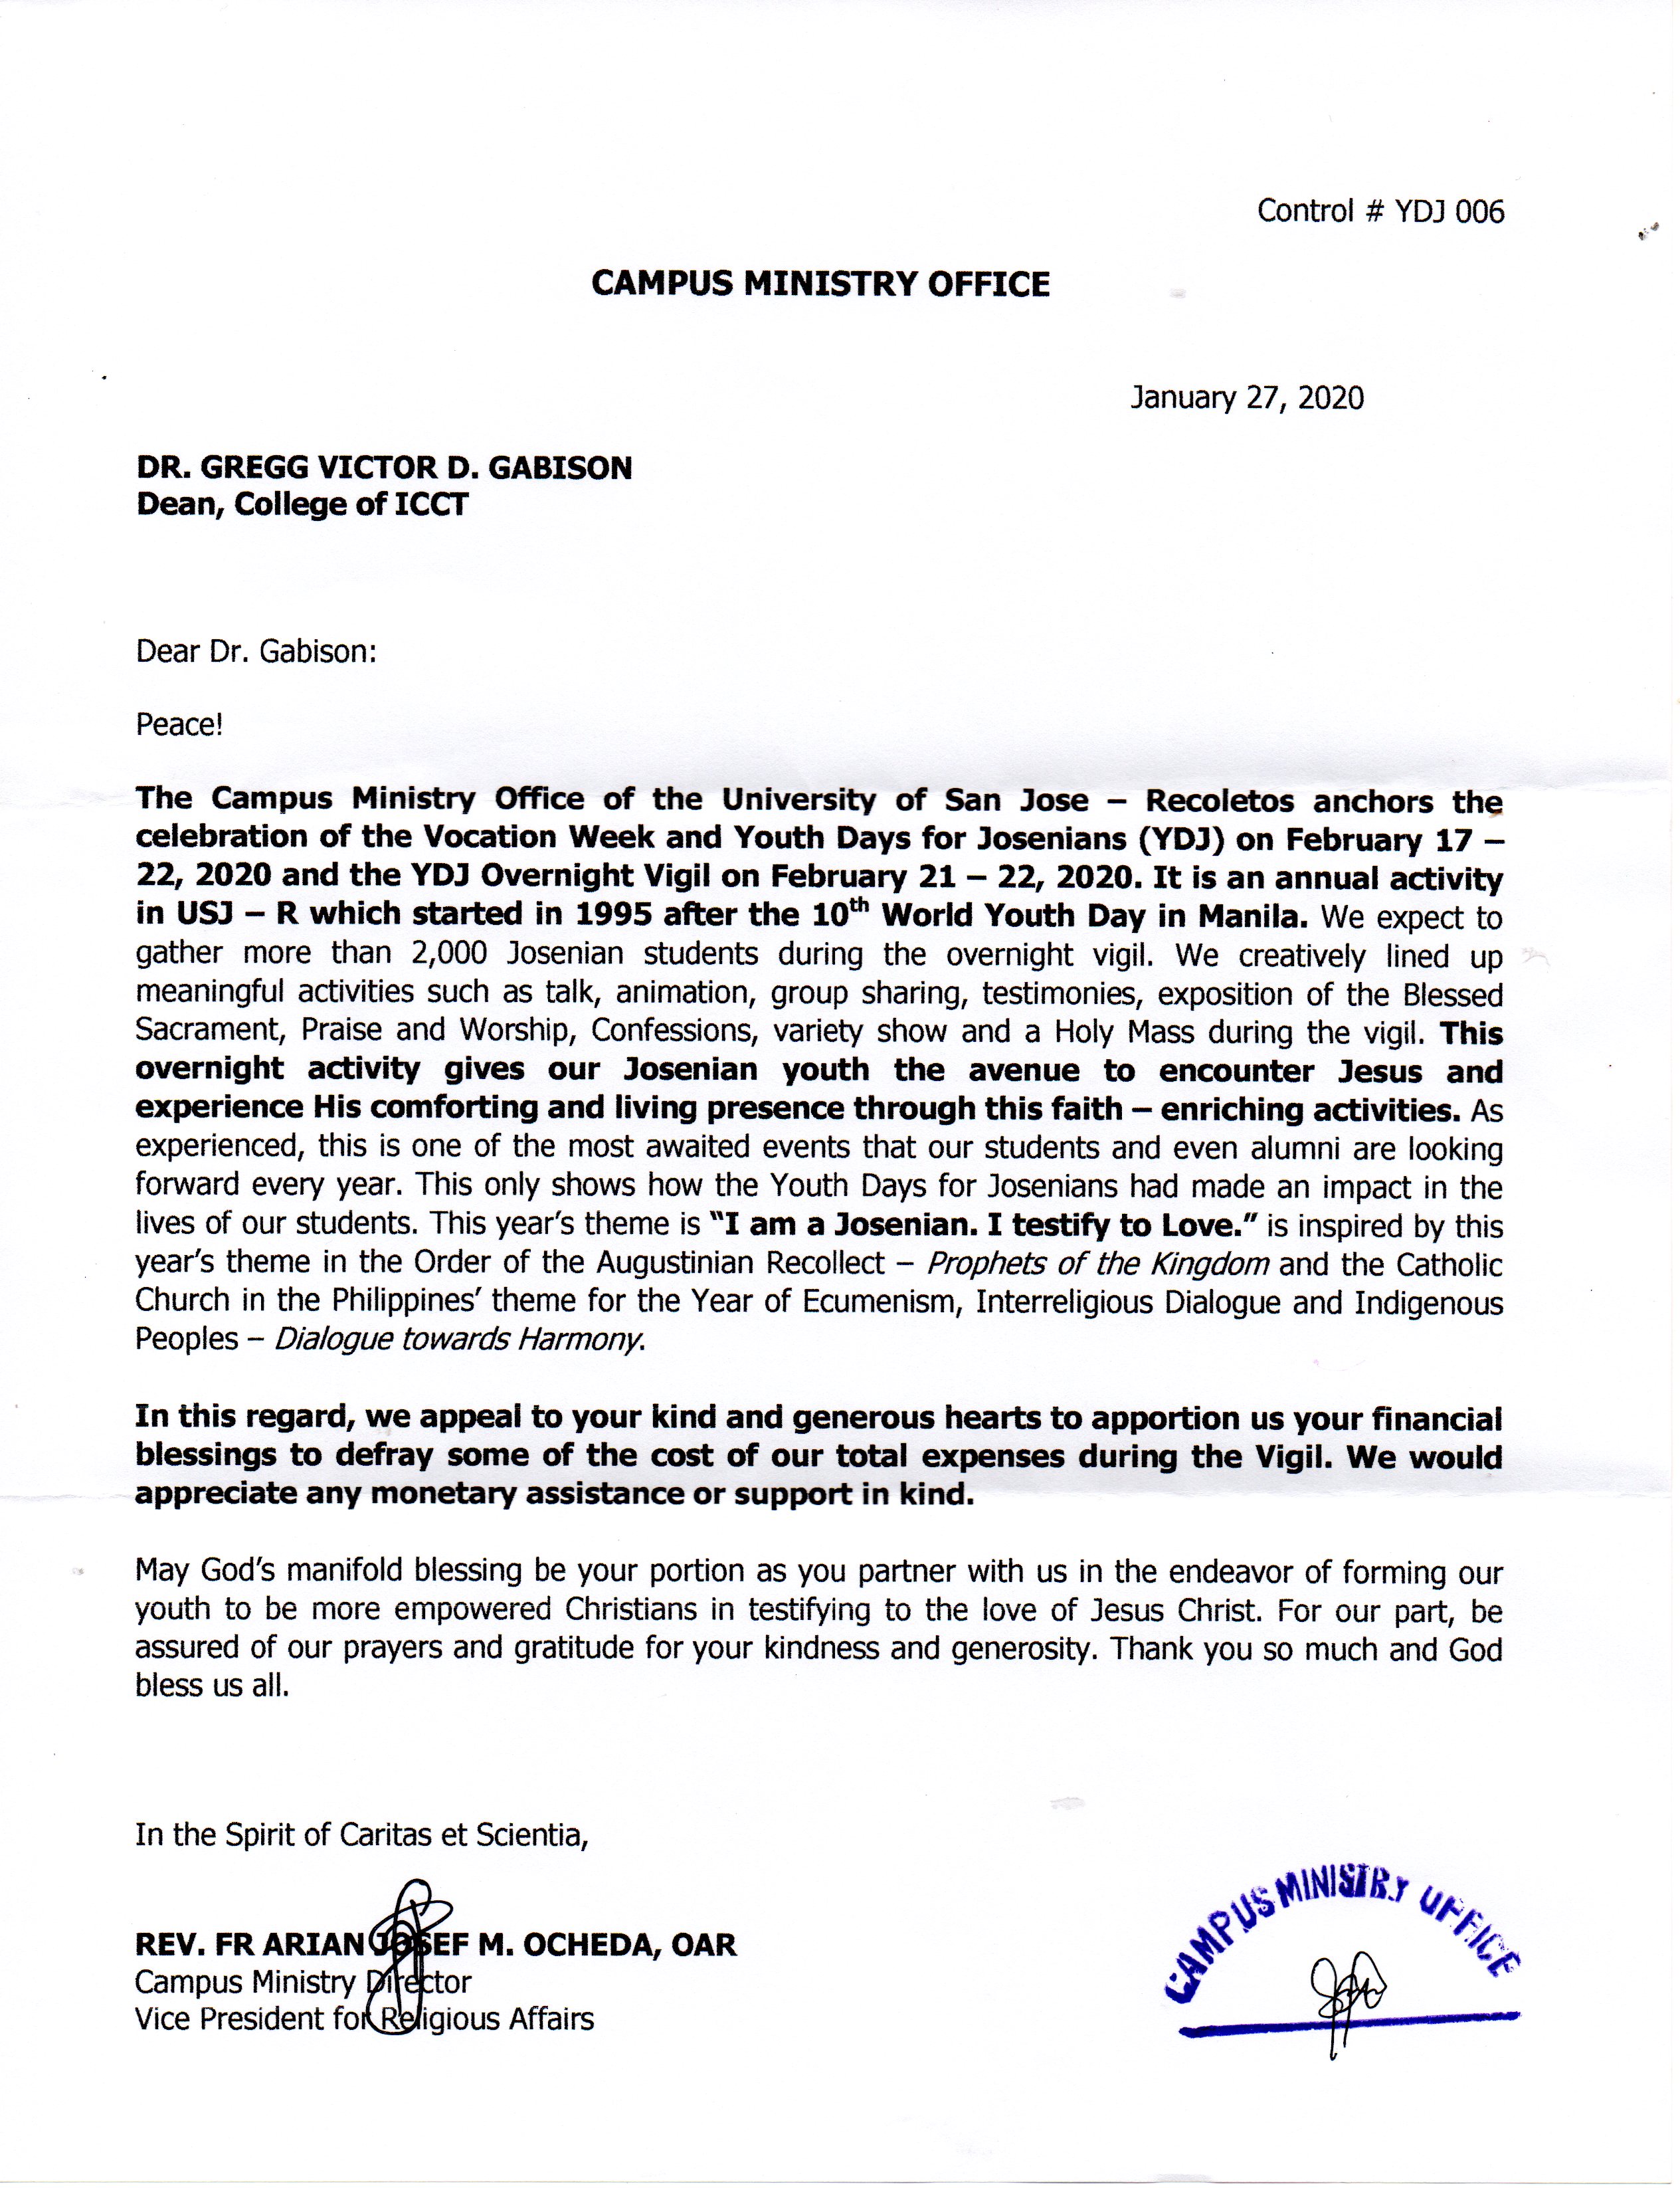 Control # YDJ 006
CAMPUS MINISTRY OFFICE
January 27, 2020
DR. GREGG VICTOR D. GABISON
Dean, College of ICCT
Dear Dr. Gabison:
Peace!
The Campus Ministry Office of the University of San Jose – Recoletos anchors the
celebration of the Vocation Week and Youth Days for Josenians (YDJ) on February 17 –
22, 2020 and the YDJ Overnight Vigil on February 21 – 22, 2020. It is an annual activity
in USJ – R which started in 1995 after the 10th World Youth Day in Manila. We expect to
gather more than 2,000 Josenian students during the overnight vigil. We creatively lined up
meaningful activities such as talk, animation, group sharing, testimonies, exposition of the Blessed
Sacrament, Praise and Worship, Confessions, variety show and a Holy Mass during the vigil. This
overnight activity gives our Josenian youth the avenue to encounter Jesus and
experience His comforting and living presence through this faith – enriching activities. As
experienced, this is one of the most awaited events that our students and even alumni are looking
forward every year. This only shows how the Youth Days for Josenians had made an impact in the
lives of our students. This year's theme is "I am a Josenian. I testify to Love." is inspired by this
year's theme in the Order of the Augustinian Recollect – Prophets of the Kingdom and the Catholic
Church in the Philippines' theme for the Year of Ecumenism, Interreligious Dialogue and Indigenous
Peoples – Dialogue towards Harmony.
In this regard, we appeal to your kind and generous hearts to apportion us your financial
blessings to defray some of the cost of our total expenses during the Vigil. We would
appreciate any monetary assistance or support in kind.
May God's manifold blessing be your portion as you partner with us in the endeavor of forming our
youth to be more empowered Christians in testifying to the love of Jesus Christ. For our part, be
assured of our prayers and gratitude for your kindness and generosity. Thank you so much and God
bless us all.
In the Spirit of Caritas et Scientia,
REV. FR ARIAN JOSEF M. OCHEDA, OAR
Campus Ministry Director
Vice President for Religious Affairs
CAMPUS MINISTRY OFFICE